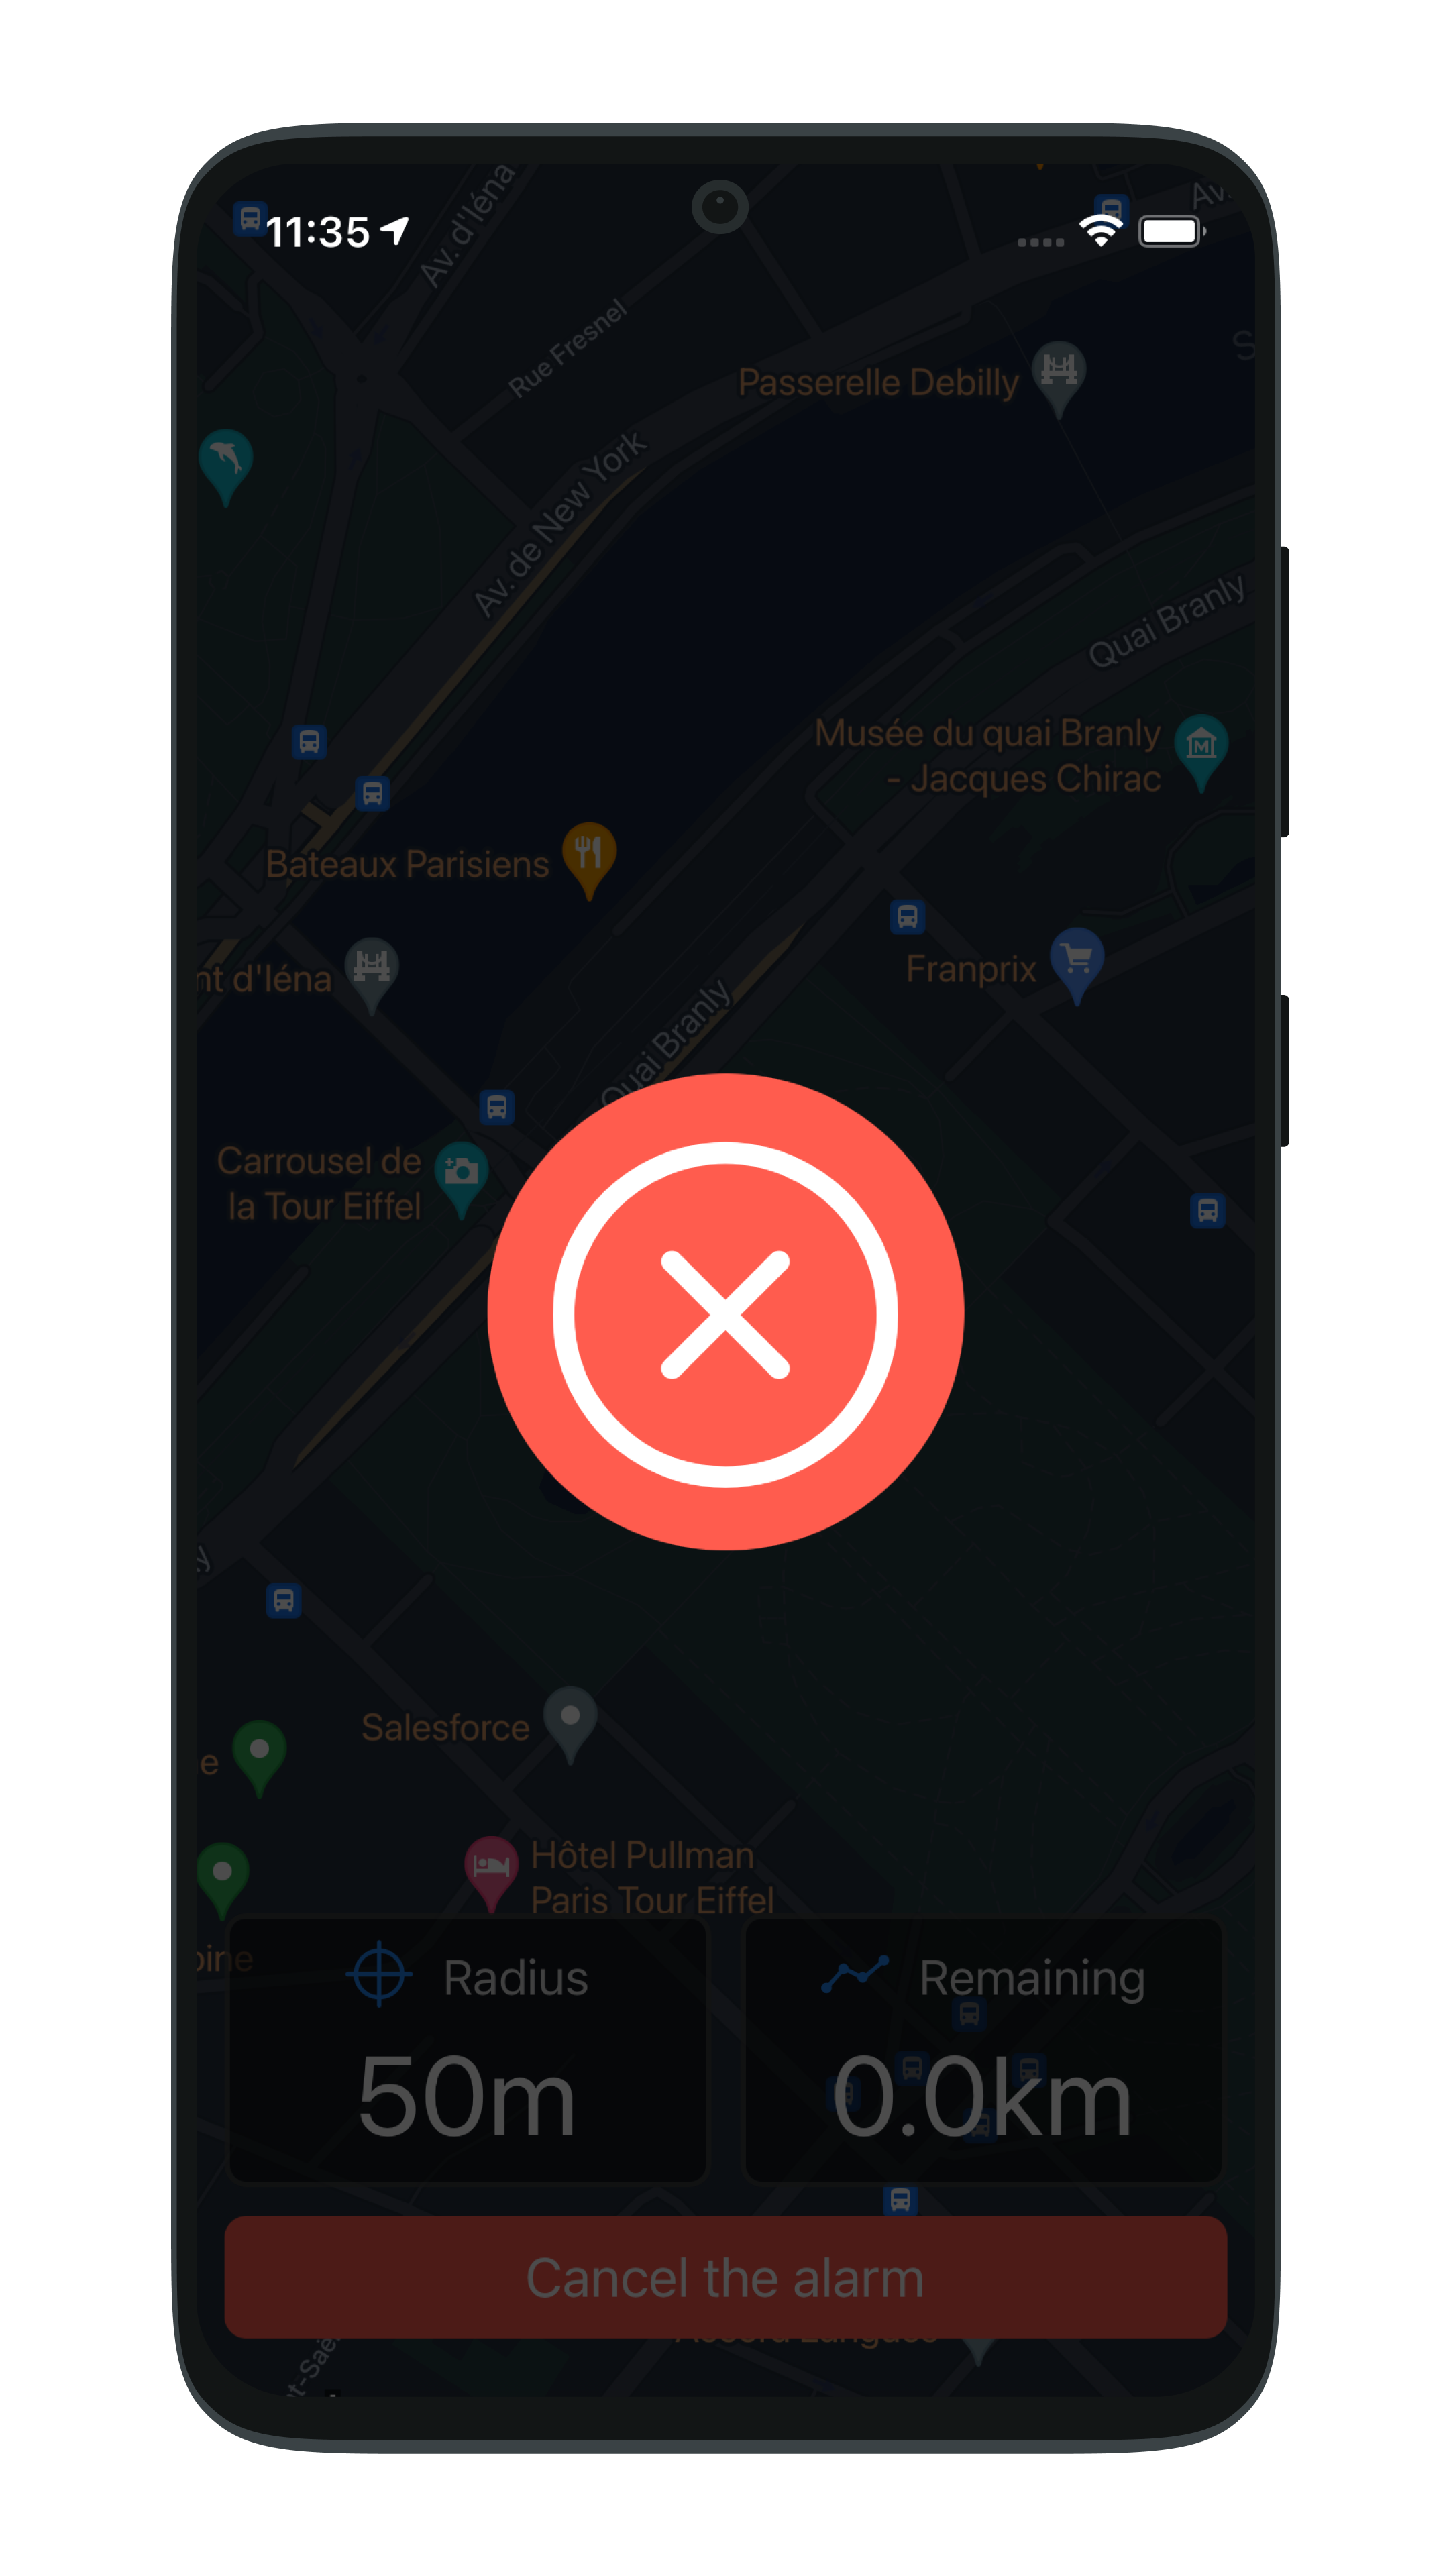 11:35
Av. d'Iéna
Av.
Rue Fresnel
Passerelle Debilly
Av. de New York
Quai Branly
Musée du quai Branly
- Jacques Chirac
M
Bateaux Parisiens
nt d'Iéna
Franprix
Quai Branly
Carrousel de
la Tour Eiffel
Salesforce
Hôtel Pullman
Paris Tour Eiffel
Radius
Remaining
50m
0.0km
Cancel the alarm